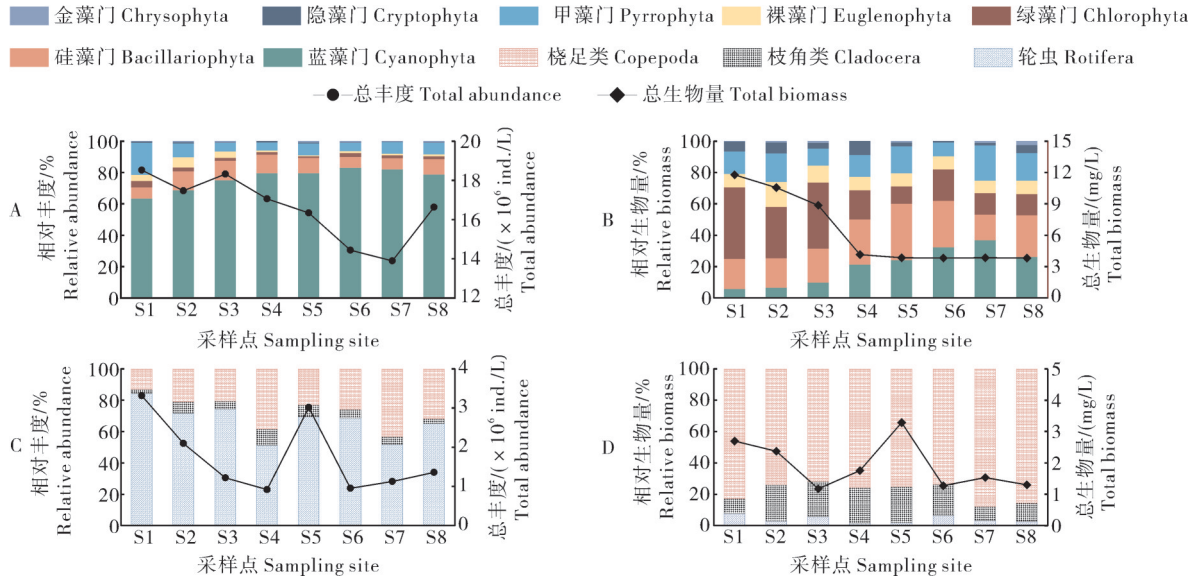 金藻门 Chrysophyta 隐藻门 Cryptophyta 甲藻门 Pyrrophyta 裸藻门 Euglenophyta 绿藻门 Chlorophyta
硅藻门 Bacillariophyta 蓝藻门 Cyanophyta 桡足类 Copepoda 枝角类 Cladocera 轮虫 Rotifera
总丰度 Total abundance 总生物量 Total biomass
A
相对丰度/%
Relative abundance
100
80
60
40
20
0
S1 S2 S3 S4 S5 S6 S7 S8
采样点 Sampling site
20
18
16
14
12
总丰度/(×10⁶ ind./L)
Total abundance
B
相对生物量/%
Relative biomass
100
80
60
40
20
0
S1 S2 S3 S4 S5 S6 S7 S8
采样点 Sampling site
15
12
9
6
3
0
总生物量/(mg/L)
Total biomass
C
相对丰度/%
Relative abundance
100
80
60
40
20
0
S1 S2 S3 S4 S5 S6 S7 S8
采样点 Sampling site
4
3
2
1
0
总丰度/(×10⁶ ind./L)
Total abundance
D
相对生物量/%
Relative biomass
100
80
60
40
20
0
S1 S2 S3 S4 S5 S6 S7 S8
采样点 Sampling site
5
4
3
2
1
0
总生物量/(mg/L)
Total biomass